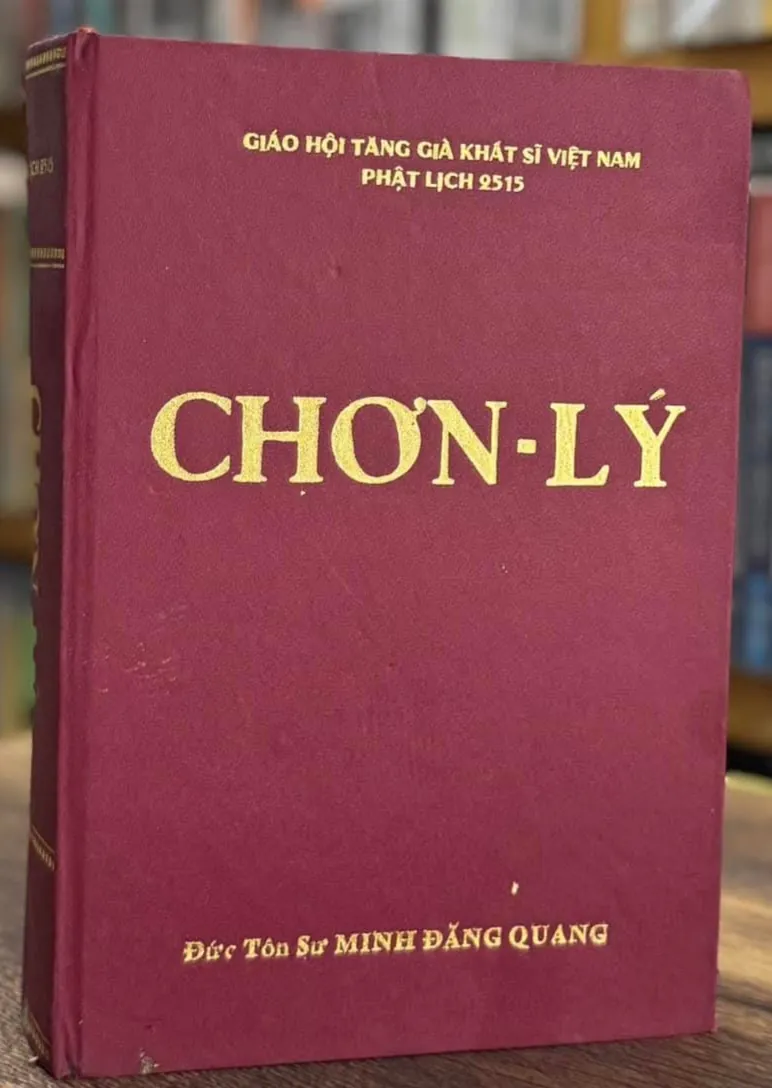 GIÁO HỘI TĂNG GIÀ KHẤT SĨ VIỆT NAM
PHẬT LỊCH 2515
CHƠN-LÝ
Đức Tôn Sư MINH ĐĂNG QUANG